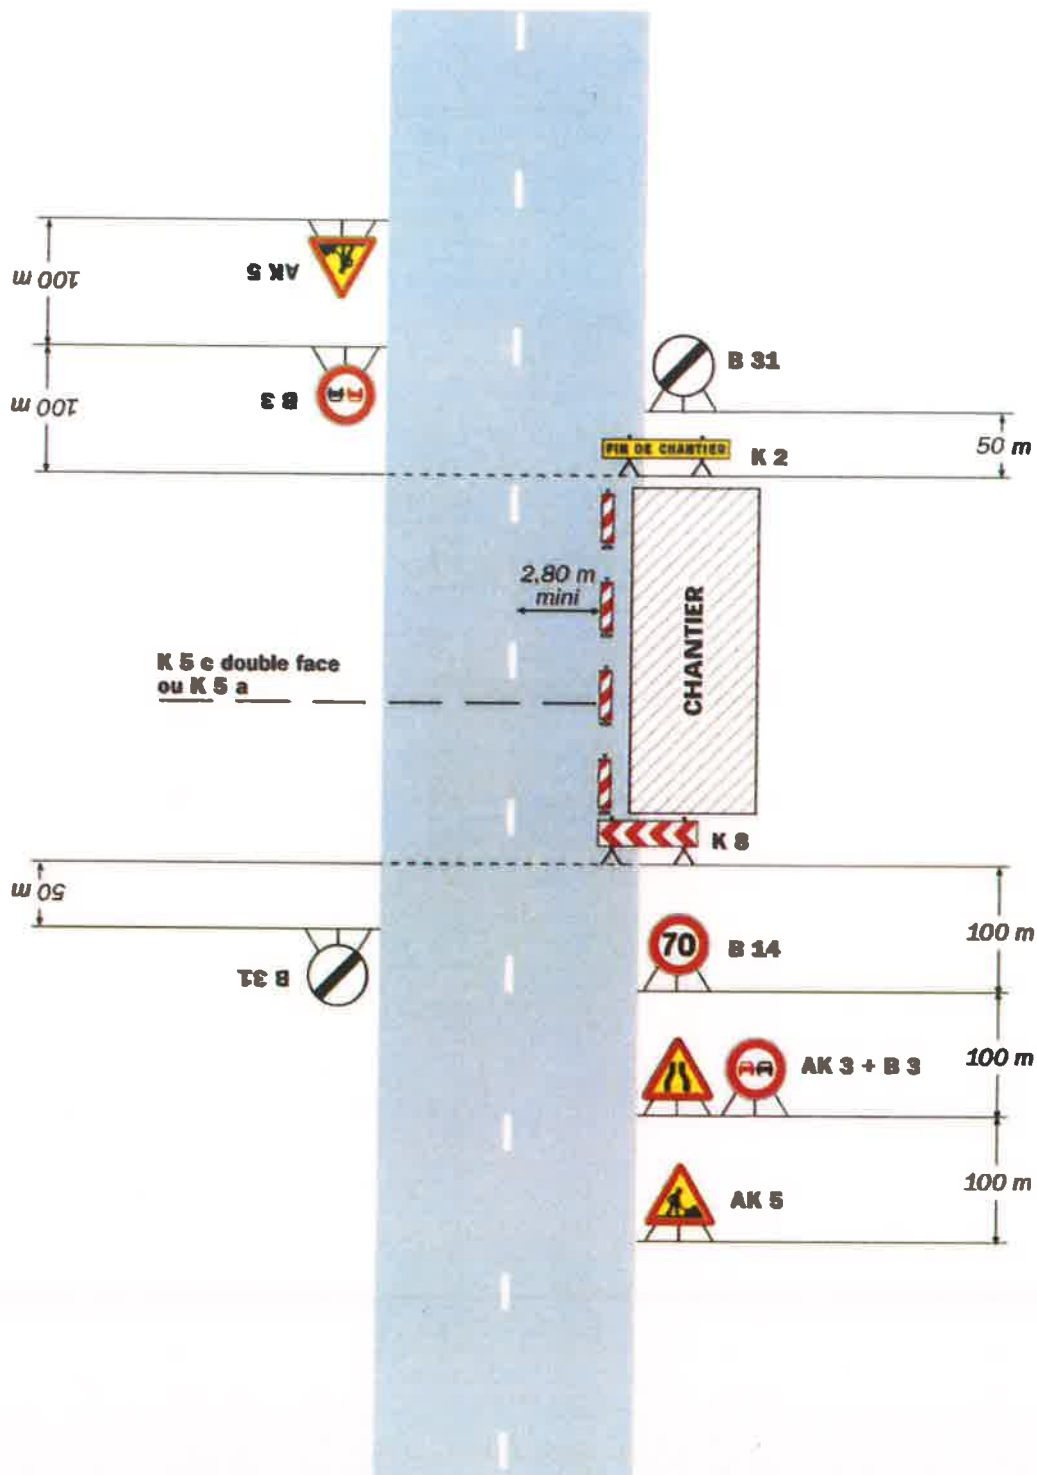 AK 5
100 m
B 3
100 m
B 31
50 m
FIN DE CHANTIER
K 2
2,80 m
mini
CHANTIER
K 5 c double face
ou K 5 a
K 8
50 m
B 31
70
B 14
100 m
AK 3 + B 3
100 m
AK 5
100 m